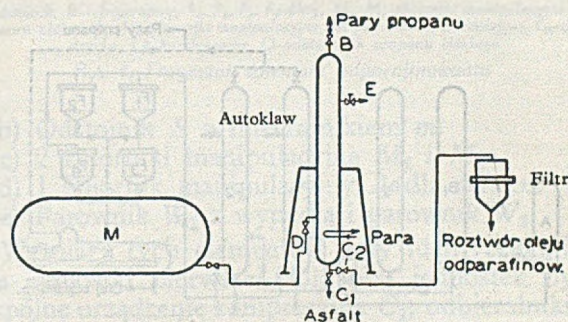 Pary propanu
B
E
Autoklaw
Filtr
M
D
Para
C2
Roztwór oleju
odparafinow.
C1
Asfalt